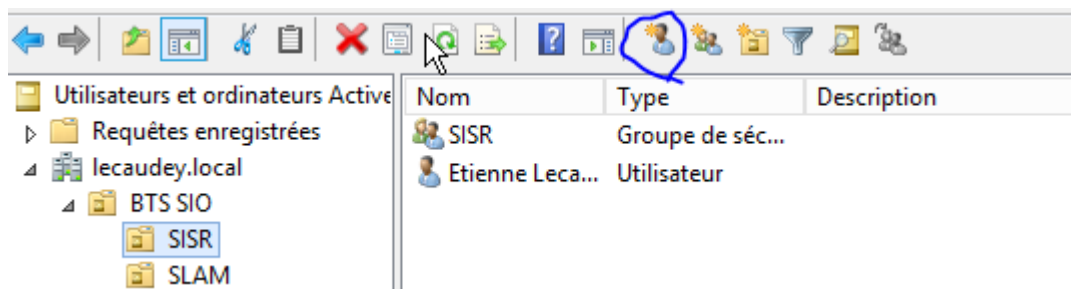 Utilisateurs et ordinateurs Active
Nom Type Description
Requêtes enregistrées
SISR Groupe de séc...
lecaudey.local
Etienne Leca... Utilisateur
BTS SIO
SISR
SLAM